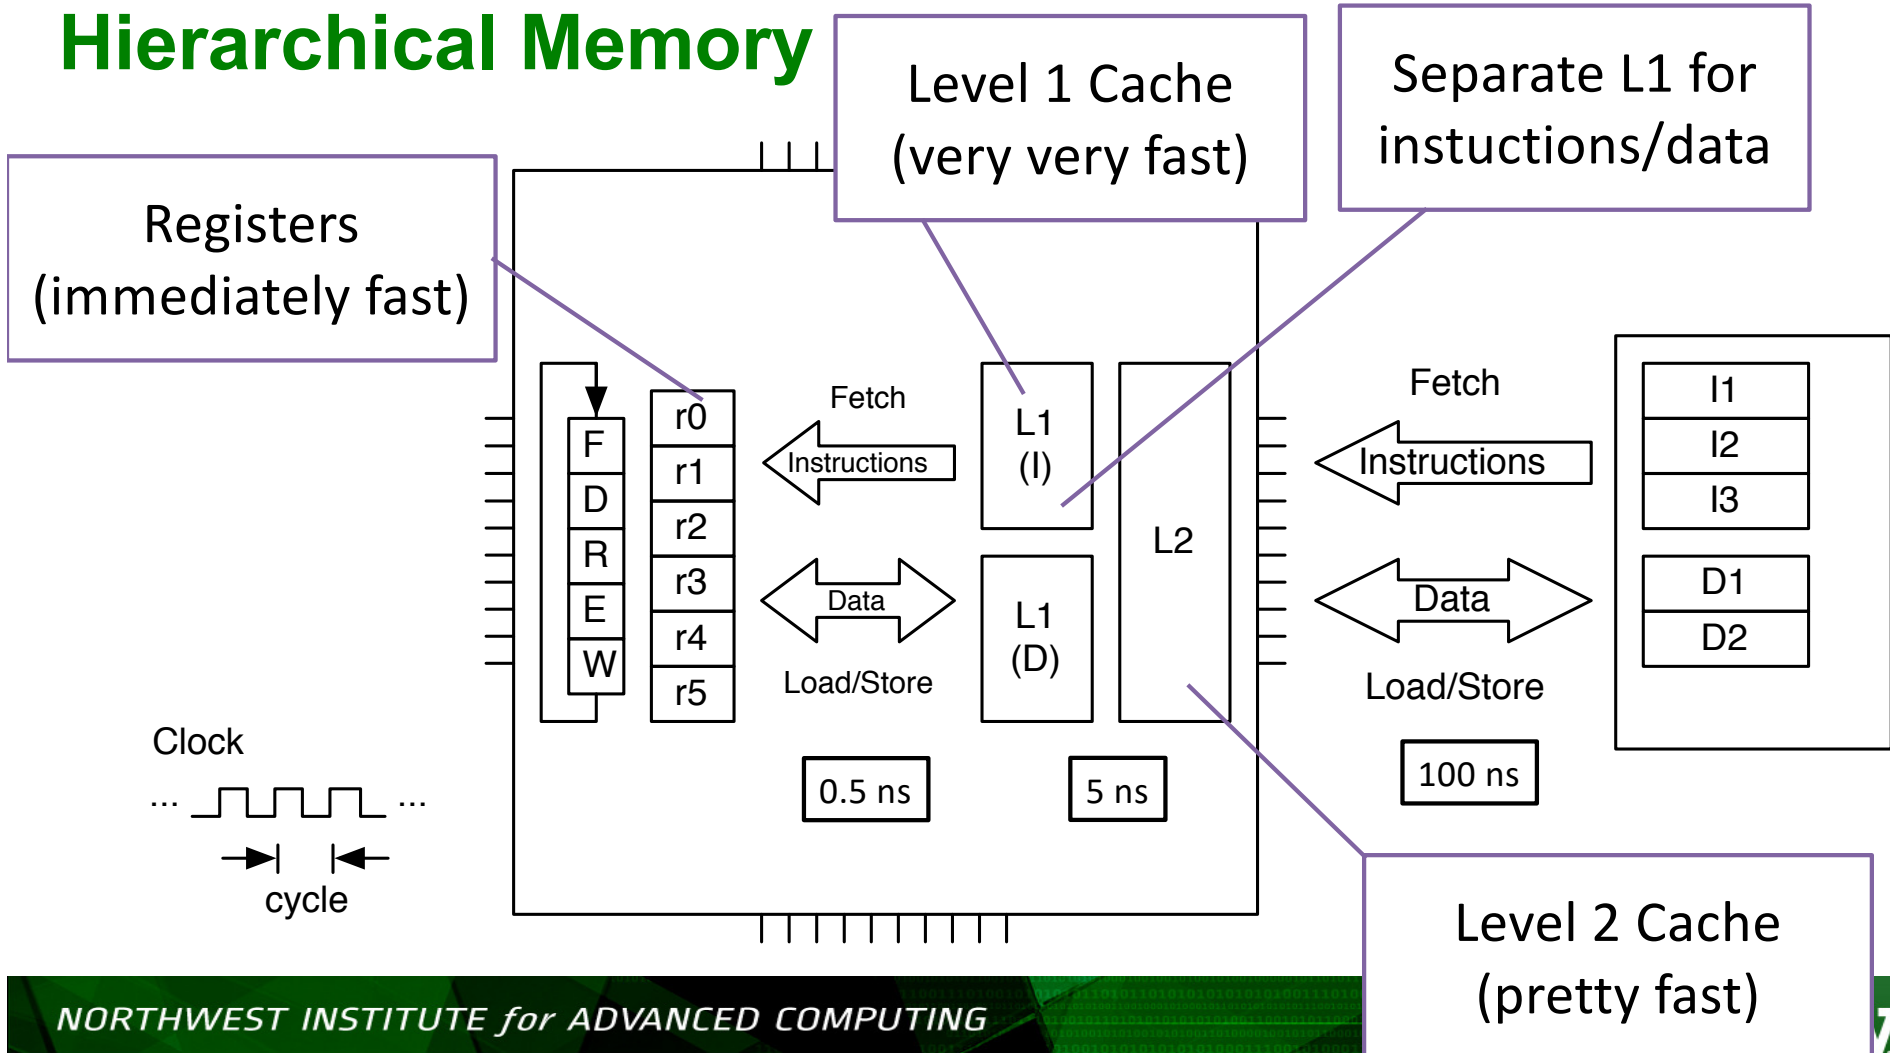 Hierarchical Memory
Level 1 Cache
(very very fast)
Separate L1 for
instuctions/data
Registers
(immediately fast)
F
D
R
E
W
r0
r1
r2
r3
r4
r5
Fetch
Instructions
Data
Load/Store
L1
(I)
L1
(D)
L2
Fetch
Instructions
Data
Load/Store
I1
I2
I3
D1
D2
Clock
... ...
cycle
0.5 ns
5 ns
100 ns
Level 2 Cache
(pretty fast)
NORTHWEST INSTITUTE for ADVANCED COMPUTING